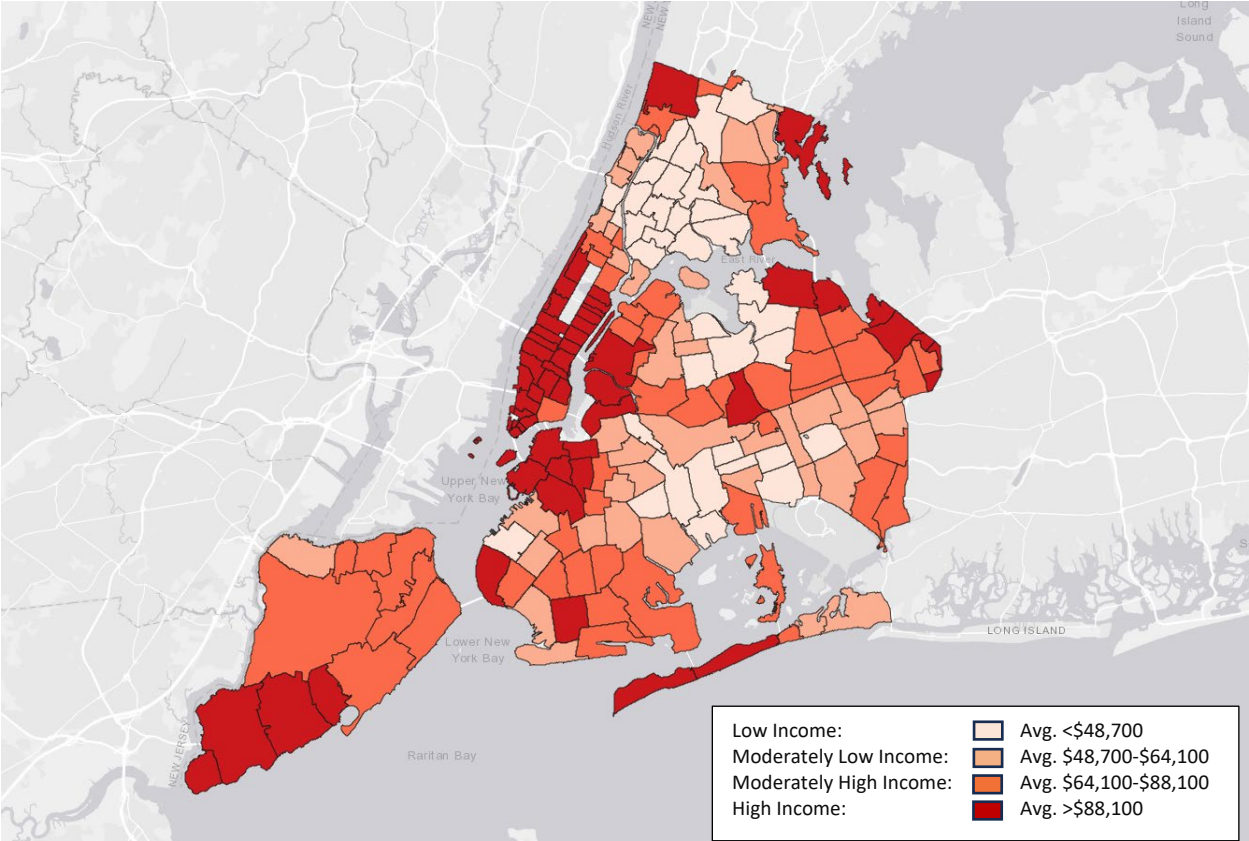 Long
Island
Sound
NEW
NEW Y
Hudson River
East River
Upper New
York Bay
LONG ISLAND
Lower New
York Bay
NEW JERSEY
Raritan Bay
Low Income: Avg. <$48,700
Moderately Low Income: Avg. $48,700-$64,100
Moderately High Income: Avg. $64,100-$88,100
High Income: Avg. >$88,100